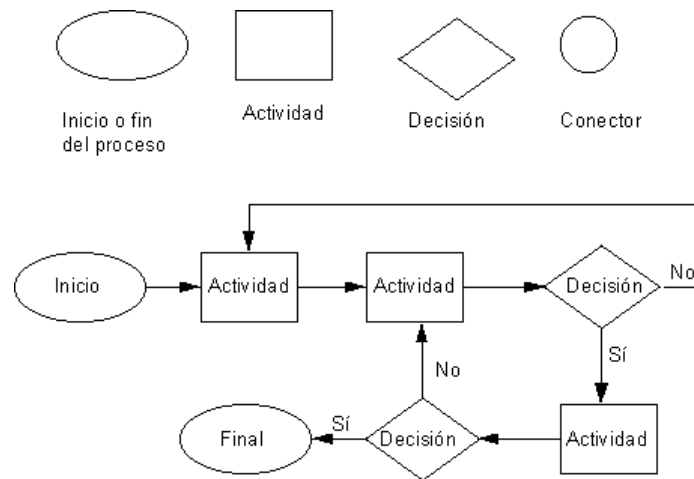 Inicio o fin
del proceso
Actividad
Decisión
Conector
Inicio
Actividad
Actividad
Decisión
No
Sí
No
Final
Sí
Decisión
Actividad